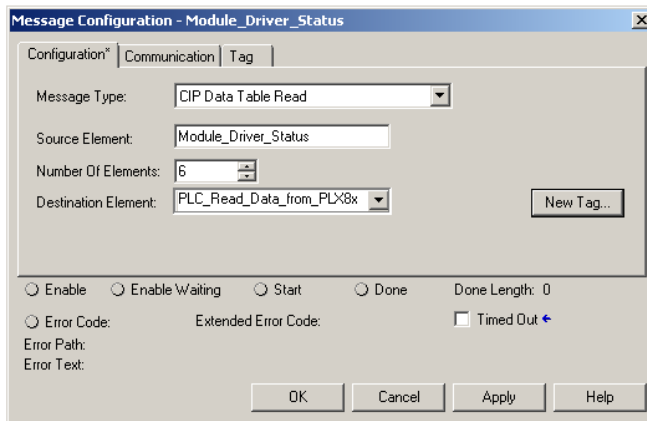 Message Configuration - Module_Driver_Status
Configuration* Communication Tag
Message Type: CIP Data Table Read
Source Element: Module_Driver_Status
Number Of Elements: 6
Destination Element: PLC_Read_Data_from_PLX8x New Tag...
Enable Enable Waiting Start Done Done Length: 0
Error Code: Extended Error Code: Timed Out
Error Path:
Error Text:
OK Cancel Apply Help